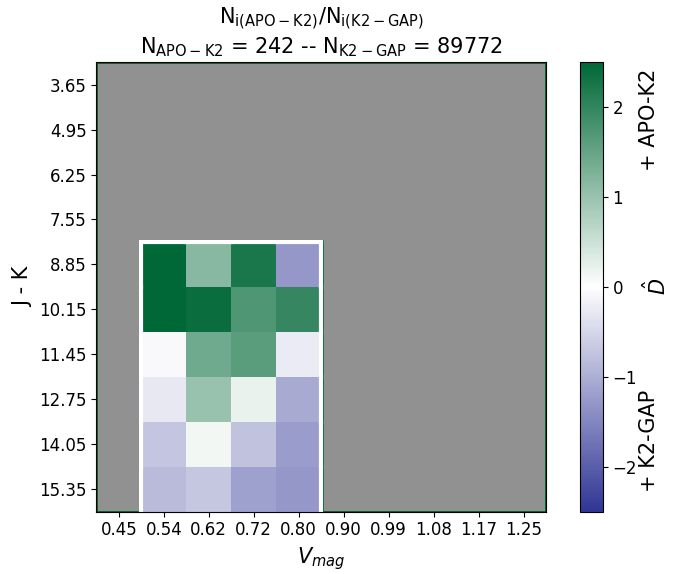 N_i(APO−K2)/N_i(K2−GAP)
N_APO−K2 = 242 -- N_K2−GAP = 89772
3.65
4.95
6.25
7.55
8.85
10.15
11.45
12.75
14.05
15.35
J - K
0.45 0.54 0.62 0.72 0.80 0.90 0.99 1.08 1.17 1.25
V_mag
2
1
0
−1
−2
+ APO-K2
D̂
+ K2-GAP